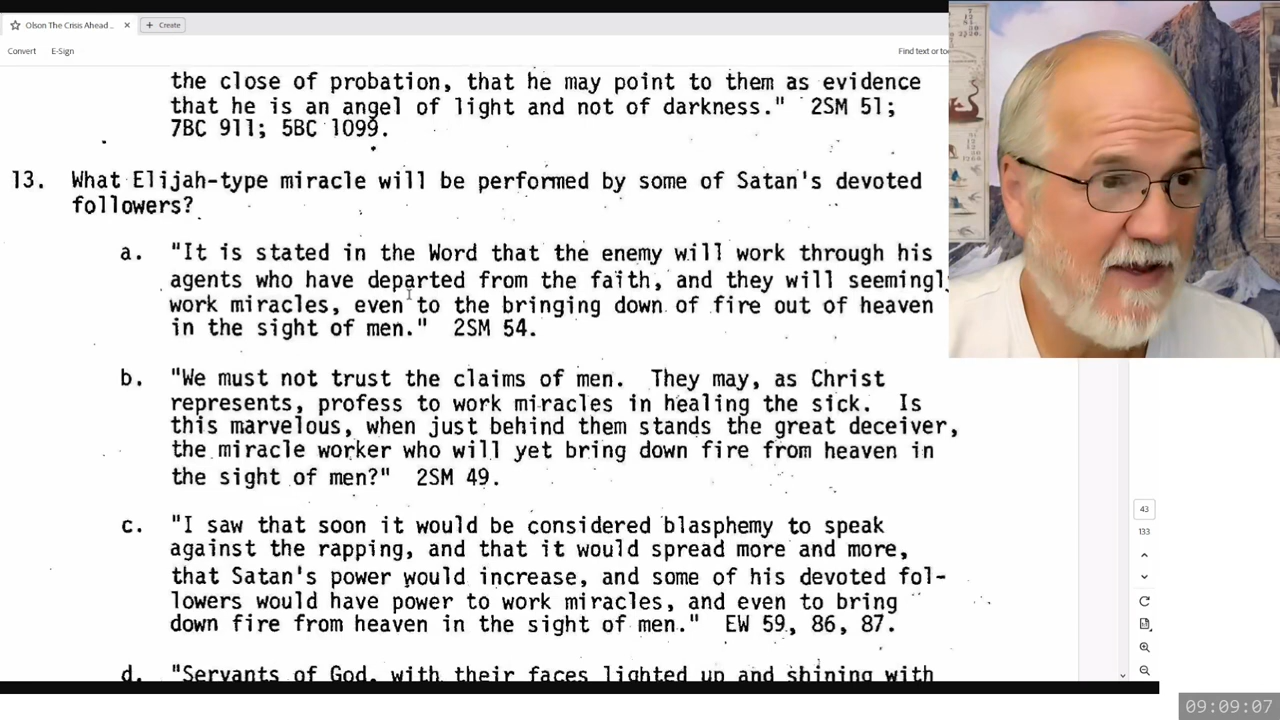 Olson The Crisis Ahead ..
Create
Convert
E-Sign
Find text or to
the close of probation, that he may point to them as evidence
that he is an angel of light and not of darkness." 2SM 51;
7BC 911; 5BC 1099.
13. What Elijah-type miracle will be performed by some of Satan's devoted
followers?
a. "It is stated in the Word that the enemy will work through his
agents who have departed from the faith, and they will seemingl
work miracles, even to the bringing down of fire out of heaven
in the sight of men." 2SM 54.
b. "We must not trust the claims of men. They may, as Christ
represents, profess to work miracles in healing the sick. Is
this marvelous, when just behind them stands the great deceiver,
the miracle worker who will yet bring down fire from heaven in
the sight of men?" 2SM 49.
c. "I saw that soon it would be considered blasphemy to speak
against the rapping, and that it would spread more and more,
that Satan's power would increase, and some of his devoted fol-
lowers would have power to work miracles, and even to bring
down fire from heaven in the sight of men." EW 59, 86, 87.
d. "Servants of God, with their faces lighted up and shining with
43
133
09:09:07